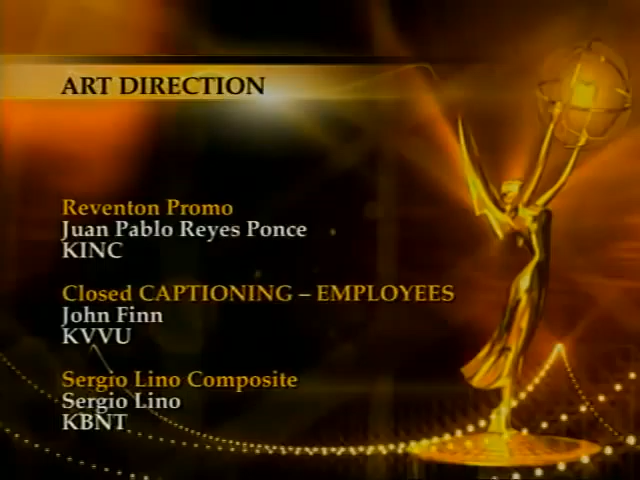 ART DIRECTION
Reventon Promo
Juan Pablo Reyes Ponce
KINC
Closed CAPTIONING – EMPLOYEES
John Finn
KVVU
Sergio Lino Composite
Sergio Lino
KBNT